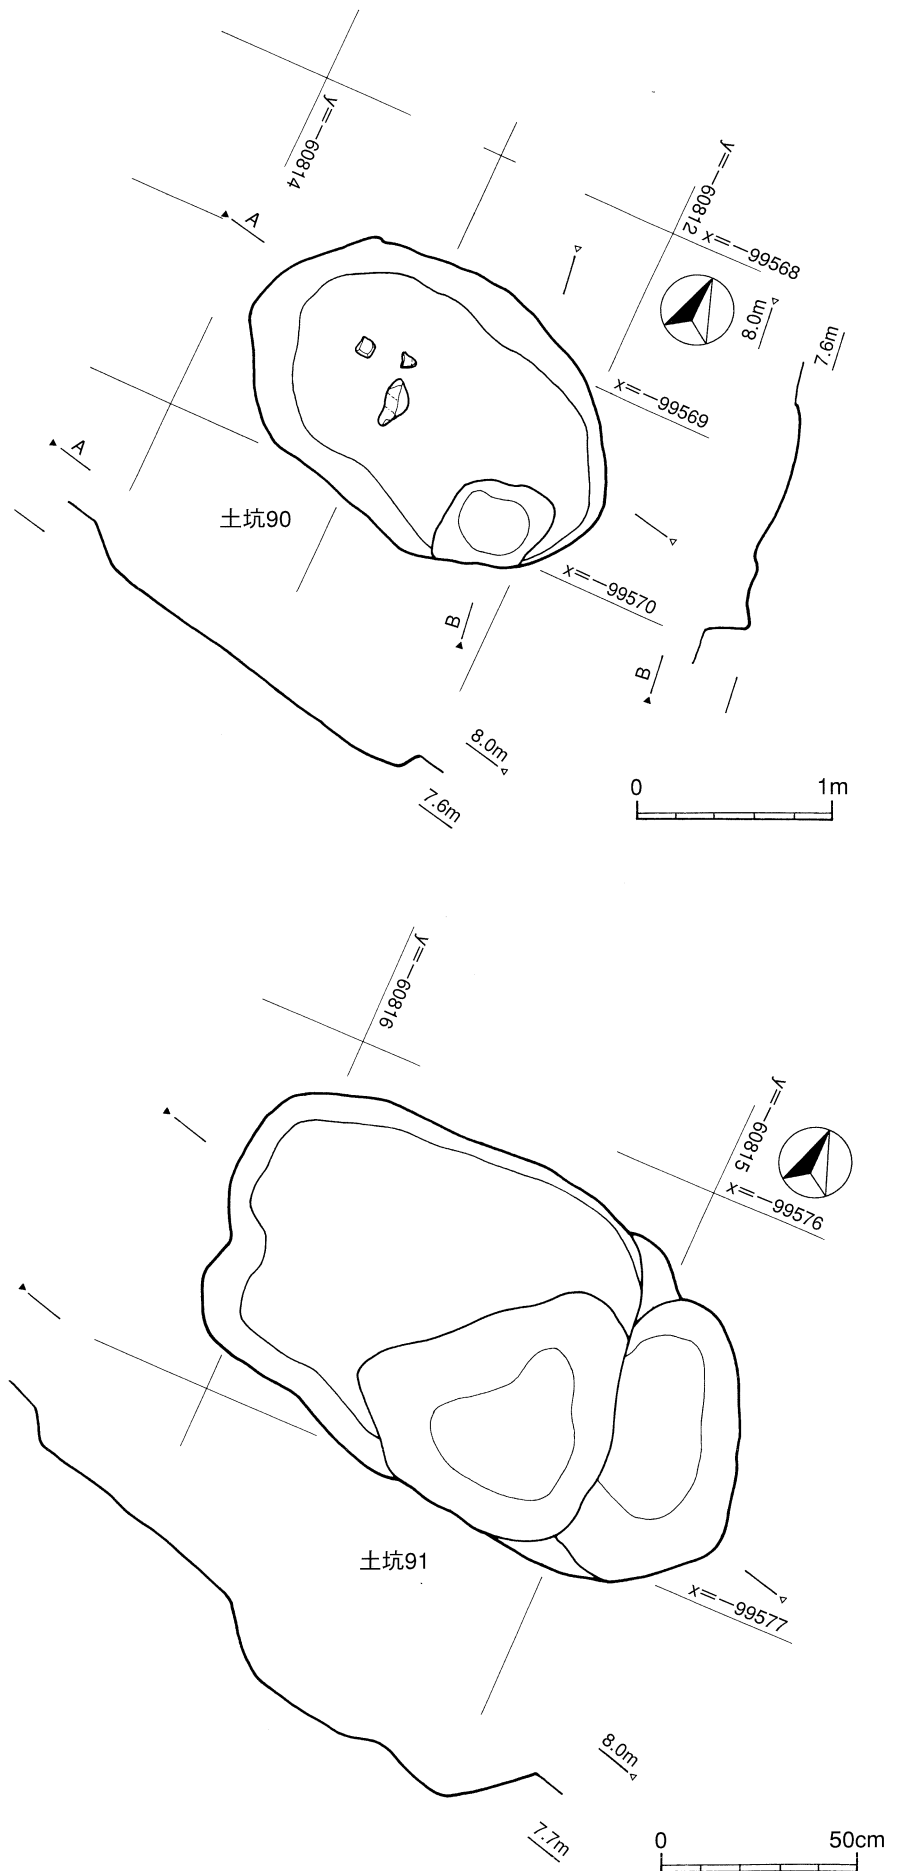 y=−60814
A
y=−60812
x=−99568
8.0m
7.6m
x=−99569
A
土坑90
x=−99570
B
B
8.0m
7.6m
0 1m
y=−60816
y=−60815
x=−99576
土坑91
x=−99577
8.0m
7.7m
0 50cm